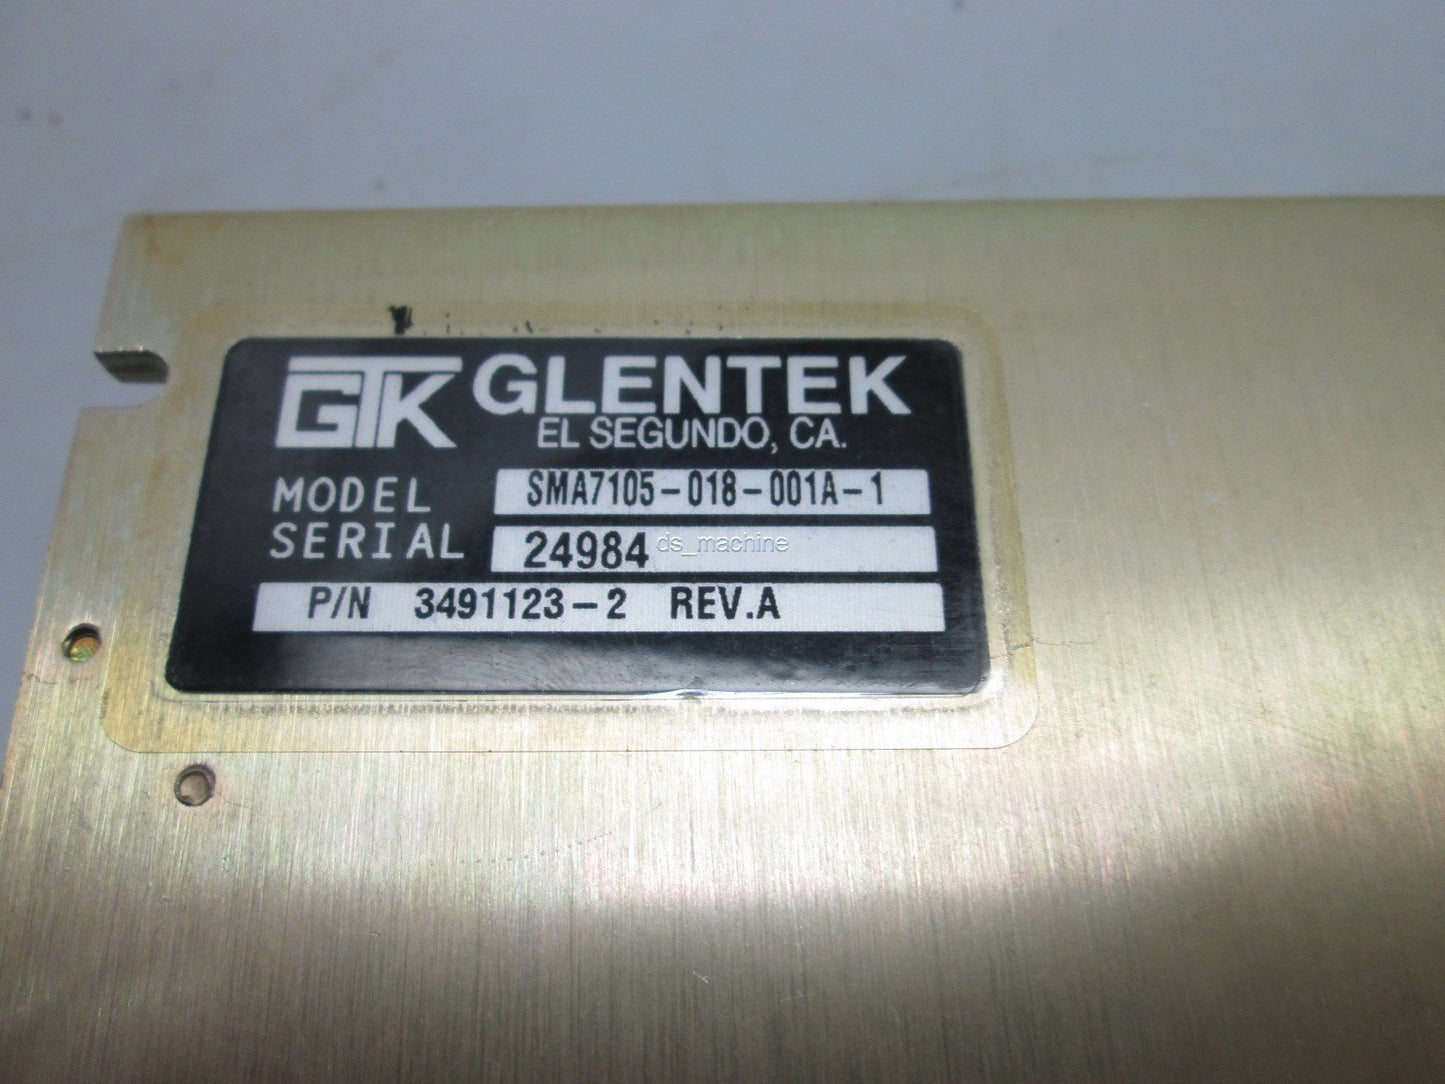 GTK GLENTEK
EL SEGUNDO, CA.
MODEL SMA7105-018-001A-1
SERIAL 24984 ds_machine
P/N 3491123-2 REV.A